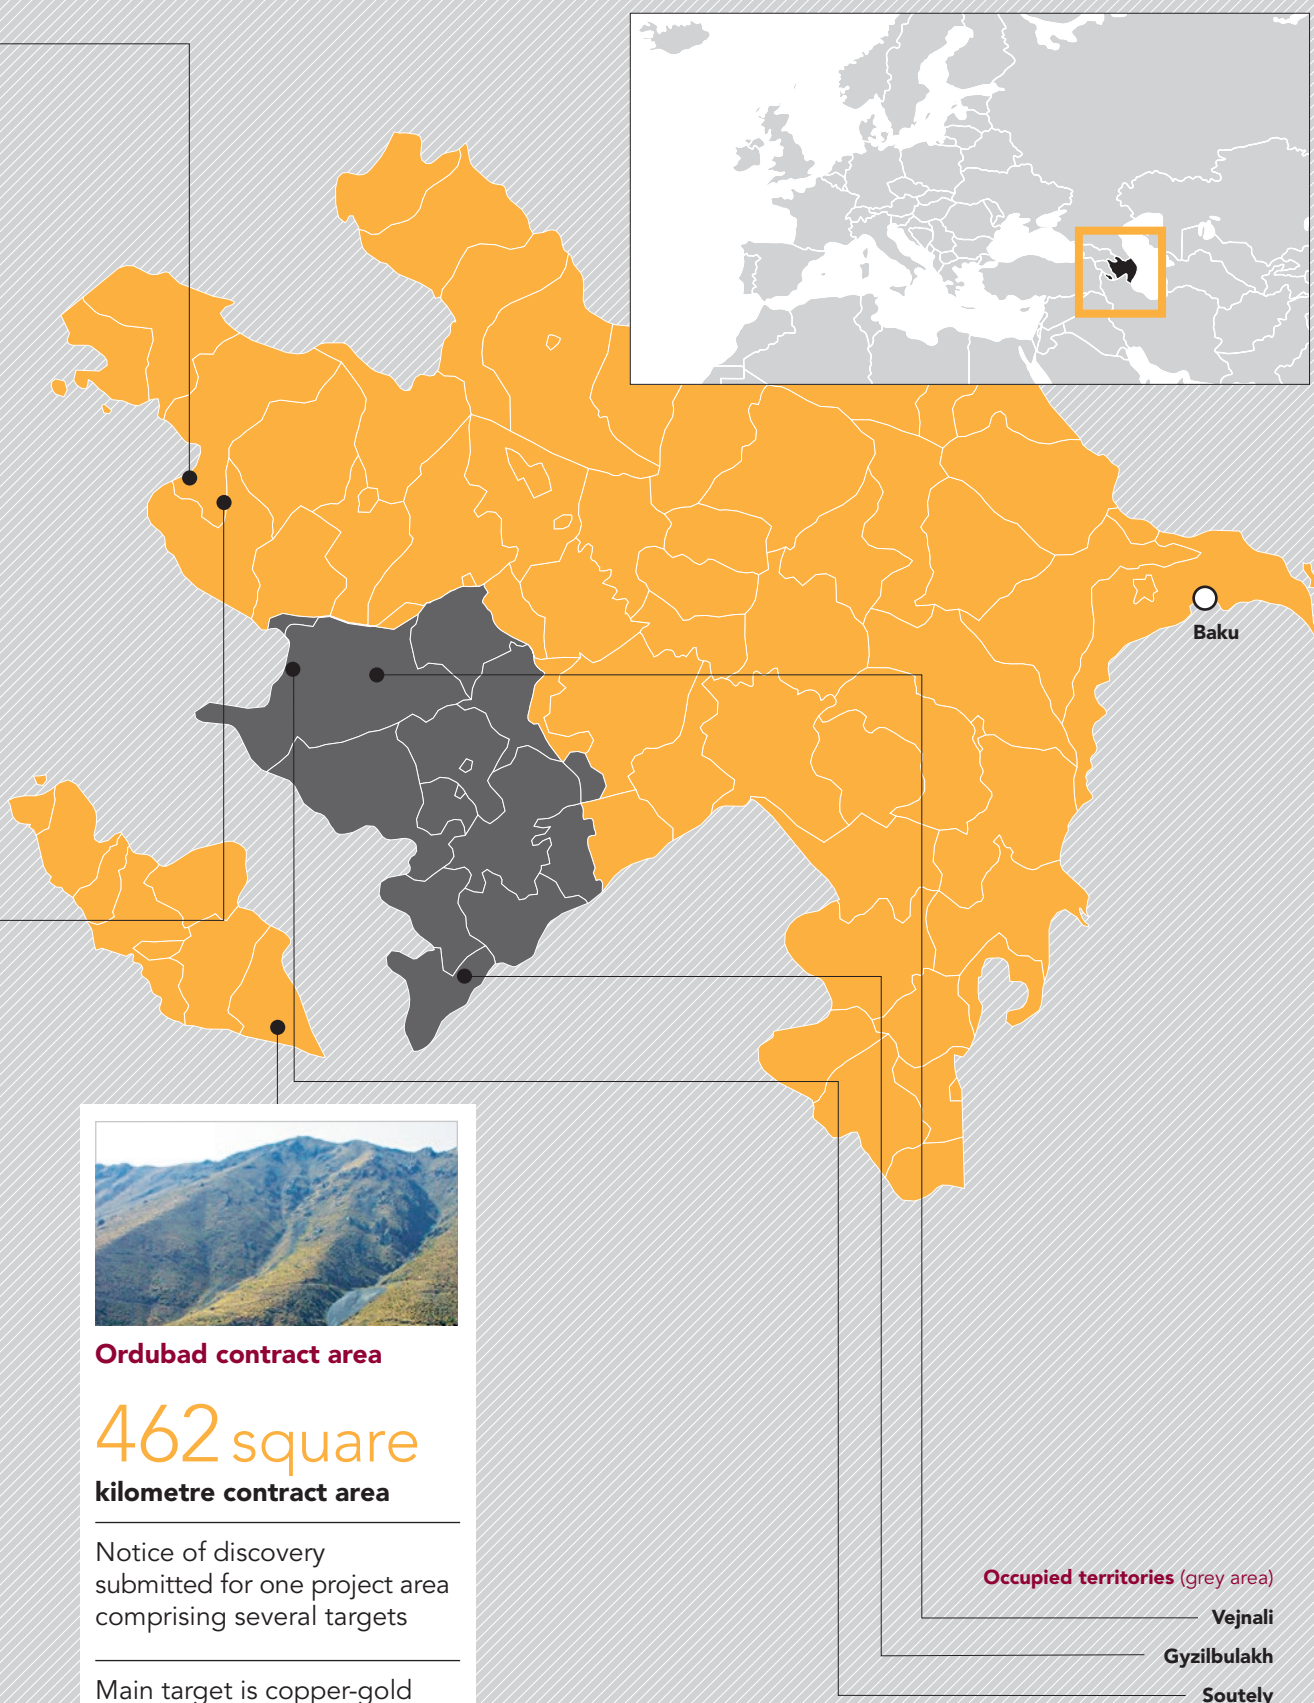 Baku
Ordubad contract area
462 square
kilometre contract area
Notice of discovery
submitted for one project area
comprising several targets
Main target is copper-gold
Occupied territories (grey area)
Vejnali
Gyzilbulakh
Soutely